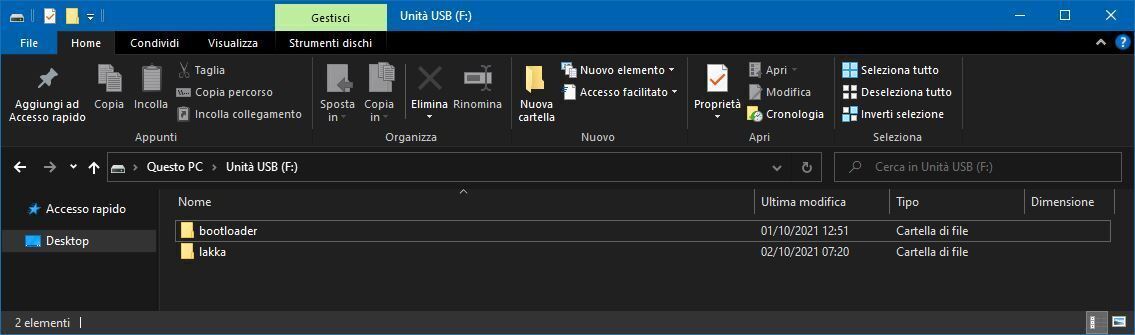 Gestisci
Unità USB (F:)
File
Home
Condividi
Visualizza
Strumenti dischi
Aggiungi ad
Accesso rapido
Copia
Incolla
Taglia
Copia percorso
Incolla collegamento
Appunti
Sposta
in
Copia
in
Elimina
Rinomina
Organizza
Nuova
cartella
Nuovo elemento
Accesso facilitato
Nuovo
Proprietà
Apri
Modifica
Cronologia
Apri
Seleziona tutto
Deseleziona tutto
Inverti selezione
Seleziona
Questo PC > Unità USB (F:)
Cerca in Unità USB (F:)
Accesso rapido
Desktop
Nome Ultima modifica Tipo Dimensione
bootloader 01/10/2021 12:51 Cartella di file
lakka 02/10/2021 07:20 Cartella di file
2 elementi